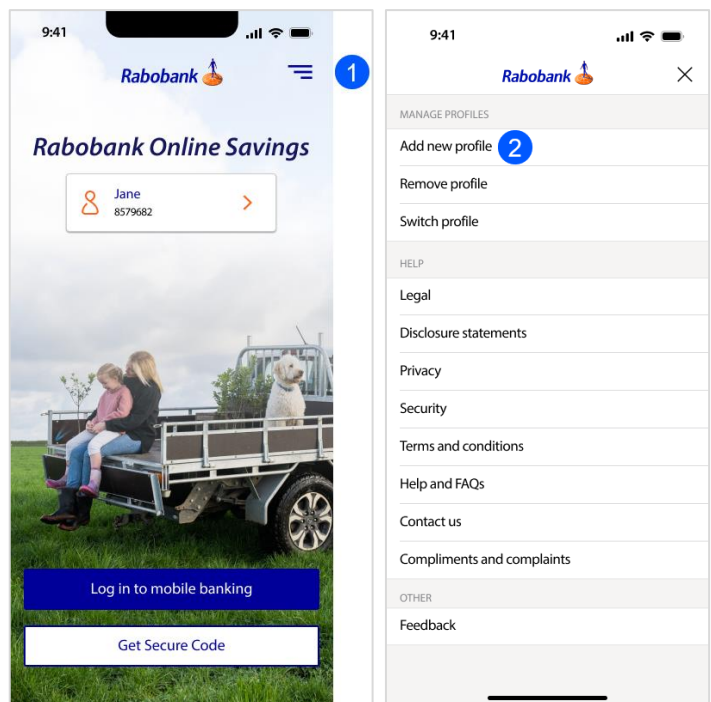 9:41
Rabobank
1
Rabobank Online Savings
Jane
8579682
Log in to mobile banking
Get Secure Code
9:41
Rabobank
MANAGE PROFILES
Add new profile 2
Remove profile
Switch profile
HELP
Legal
Disclosure statements
Privacy
Security
Terms and conditions
Help and FAQs
Contact us
Compliments and complaints
OTHER
Feedback